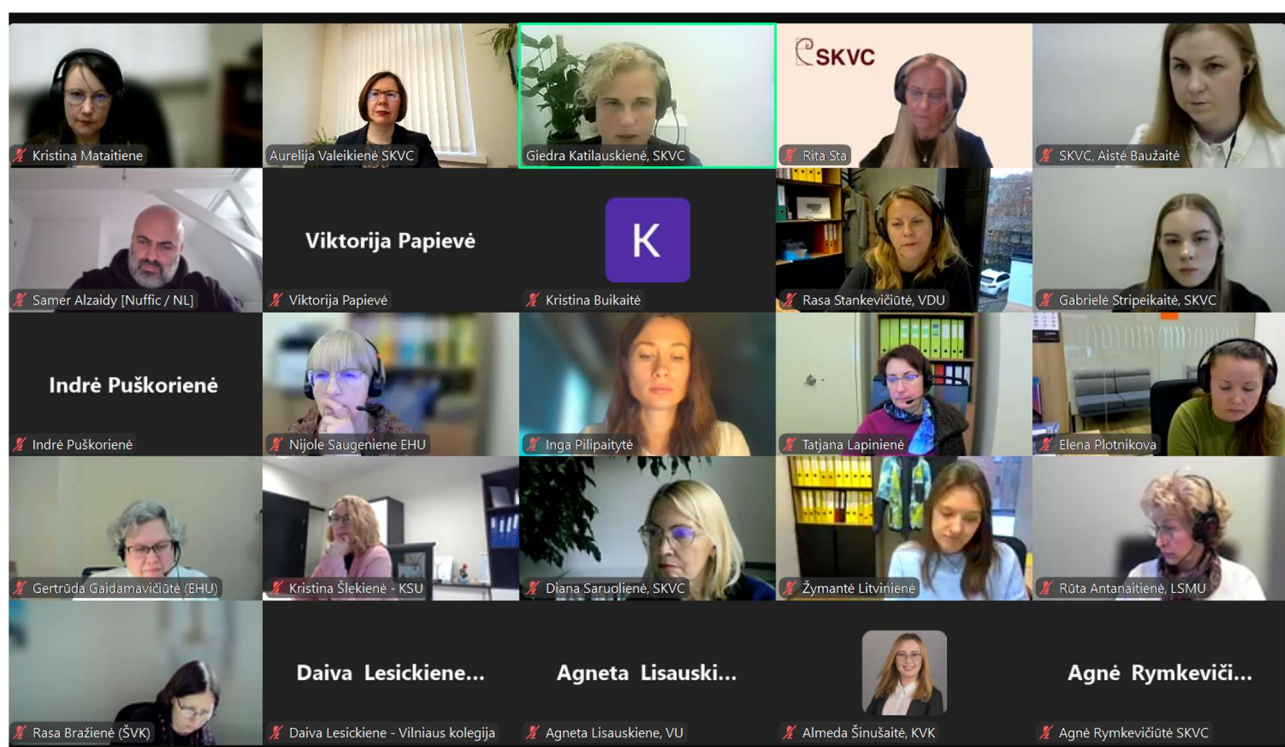 Kristina Mataitiene
Aurelija Valeikienė SKVC
Giedra Katilauskienė, SKVC
SKVC
Rita Sta
SKVC, Aistė Baužaitė
Samer Alzaidy [Nuffic / NL]
Viktorija Papievė
Viktorija Papievė
K
Kristina Buikaitė
Rasa Stankevičiūtė, VDU
Gabrielė Stripeikaitė, SKVC
Indrė Puškorienė
Indrė Puškorienė
Nijole Saugeniene EHU
Inga Pilipaitytė
Tatjana Lapinienė
Elena Plotnikova
Gertrūda Gaidamavičiūtė (EHU)
Kristina Šlekienė - KSU
Diana Saruolienė, SKVC
Žymantė Litvinienė
Rūta Antanaitienė, LSMU
Rasa Bražienė (ŠVK)
Daiva Lesickiene...
Daiva Lesickiene - Vilniaus kolegija
Agneta Lisauski...
Agneta Lisauskiene, VU
Almeda Šinušaitė, KVK
Agnė Rymkeviči...
Agnė Rymkevičiūtė SKVC